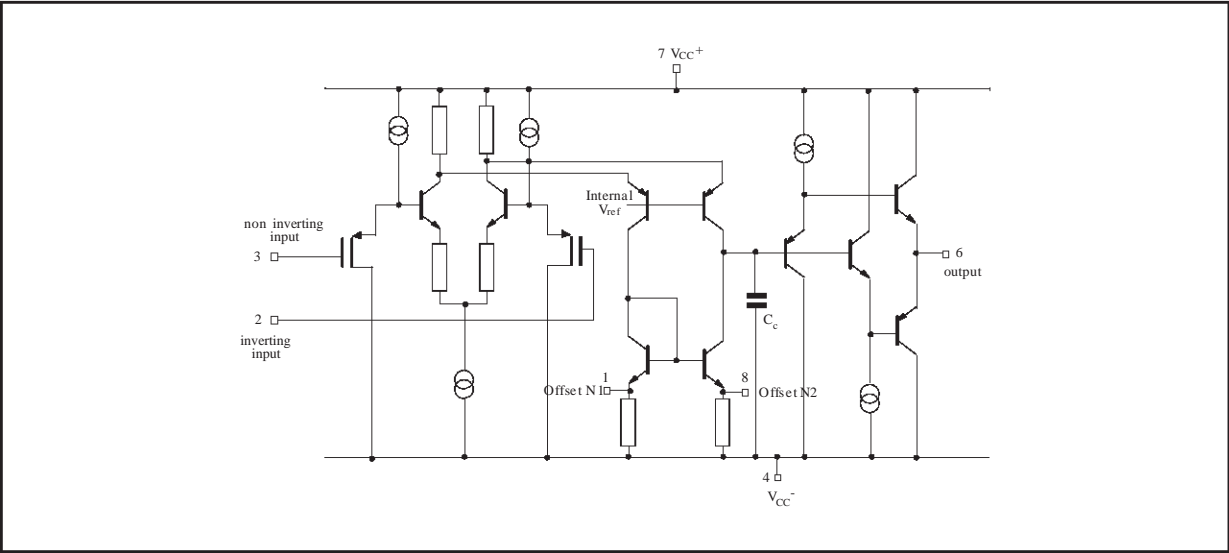 7 VCC+
Internal
Vref
non inverting
input
3
6
output
2
inverting
input
Cc
1
Offset N1
8
Offset N2
4
VCC-